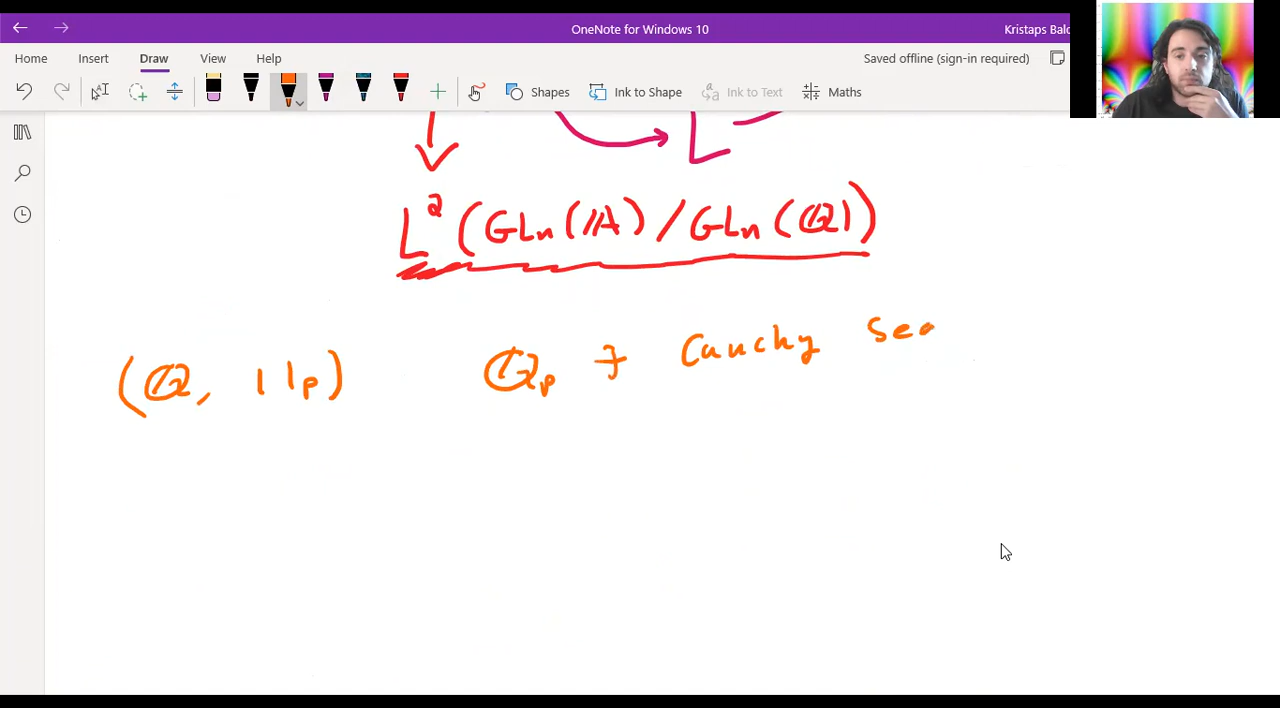 OneNote for Windows 10
Kristaps Balo
Home Insert Draw View Help
Saved offline (sign-in required)
Shapes Ink to Shape Ink to Text Maths
L² (GLn(𝔸) / GLn(ℚ))
(ℚ, | |p) ℚp Cauchy Seq